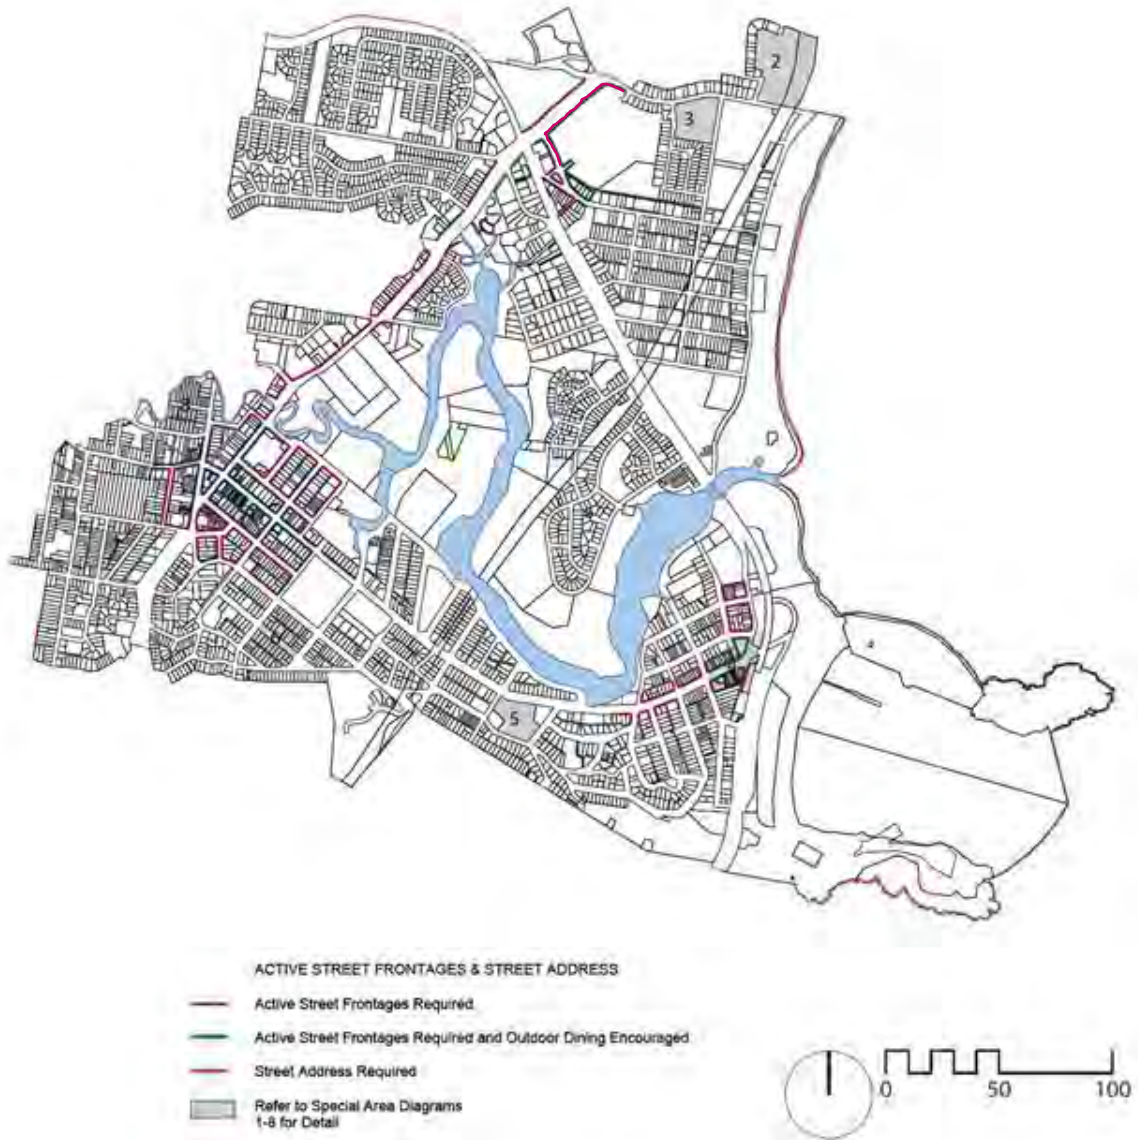 2
3
5
ACTIVE STREET FRONTAGES & STREET ADDRESS
Active Street Frontages Required
Active Street Frontages Required and Outdoor Dining Encouraged
Street Address Required
Refer to Special Area Diagrams
1-8 for Detail
0 50 100